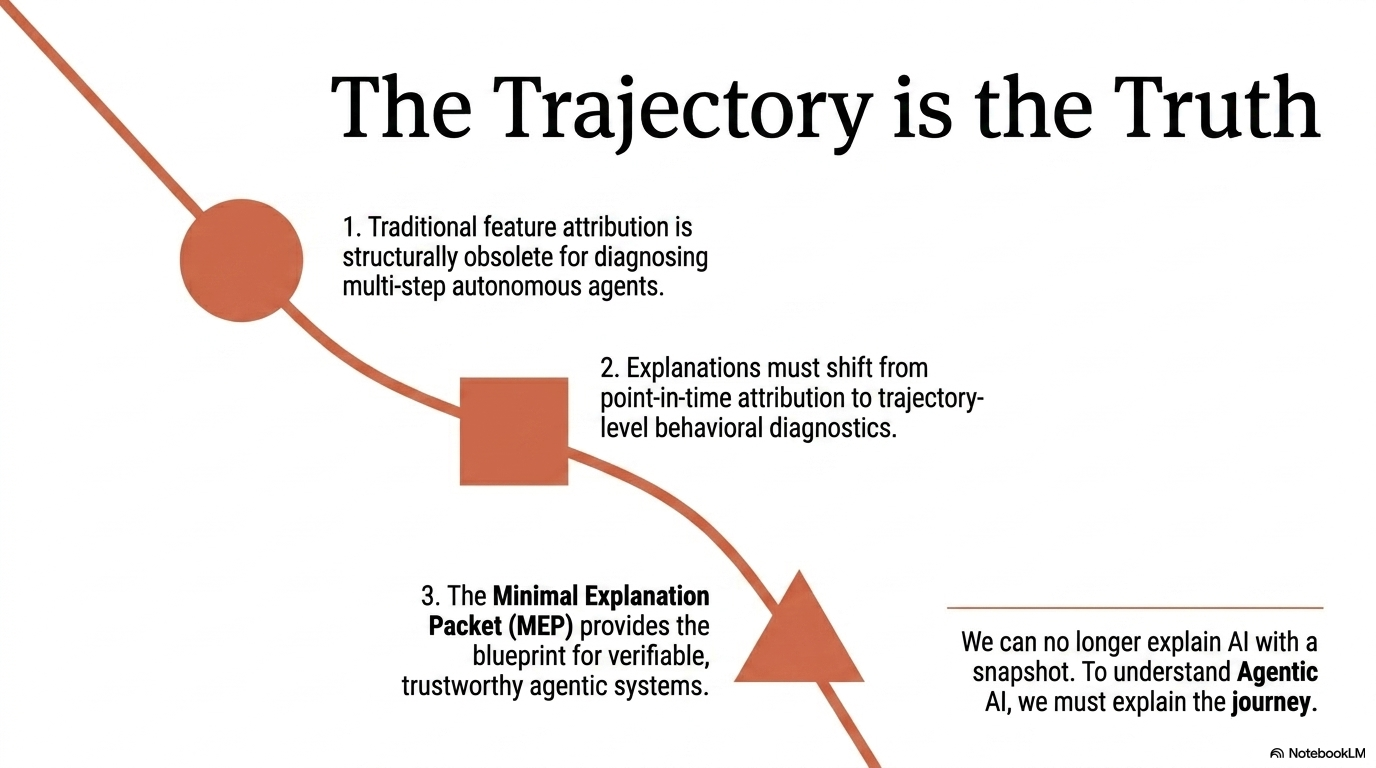 The Trajectory is the Truth
1. Traditional feature attribution is
structurally obsolete for diagnosing
multi-step autonomous agents.
2. Explanations must shift from
point-in-time attribution to trajectory-
level behavioral diagnostics.
3. The Minimal Explanation
Packet (MEP) provides the
blueprint for verifiable,
trustworthy agentic systems.
We can no longer explain AI with a
snapshot. To understand Agentic
AI, we must explain the journey.
NotebookLM